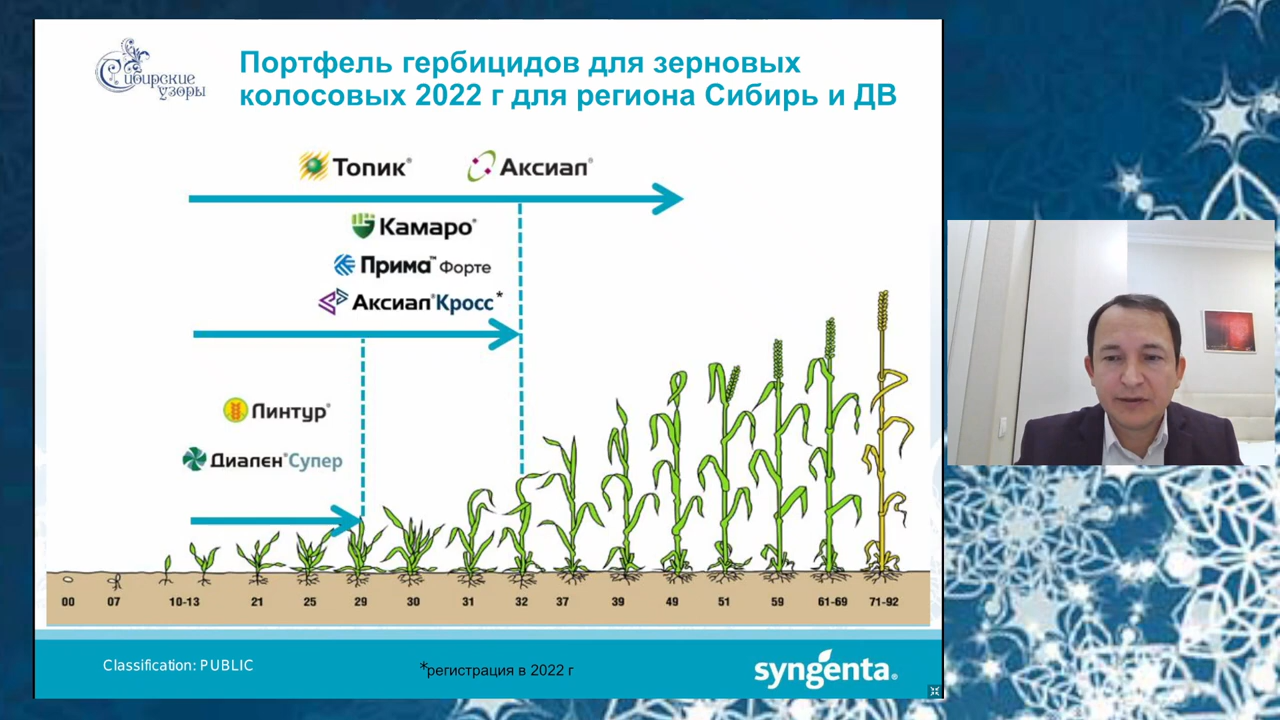 Сибирские
узоры
Портфель гербицидов для зерновых
колосовых 2022 г для региона Сибирь и ДВ
Топик®
Аксиал®
Камаро®
Прима™ Форте
Аксиал®Кросс*
Линтур®
Диален®Супер
00 07 10-13 21 25 29 30 31 32 37 39 49 51 59 61-69 71-92
Classification: PUBLIC
*регистрация в 2022 г
syngenta®